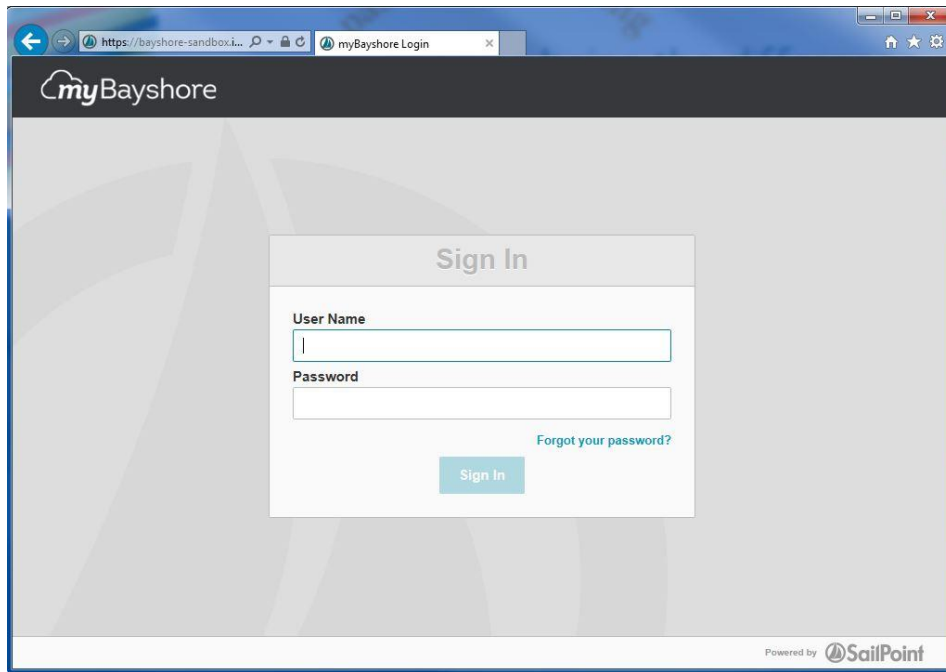 https://bayshore-sandbox.i...
myBayshore Login
myBayshore
Sign In
User Name
Password
Forgot your password?
Sign In
Powered by SailPoint